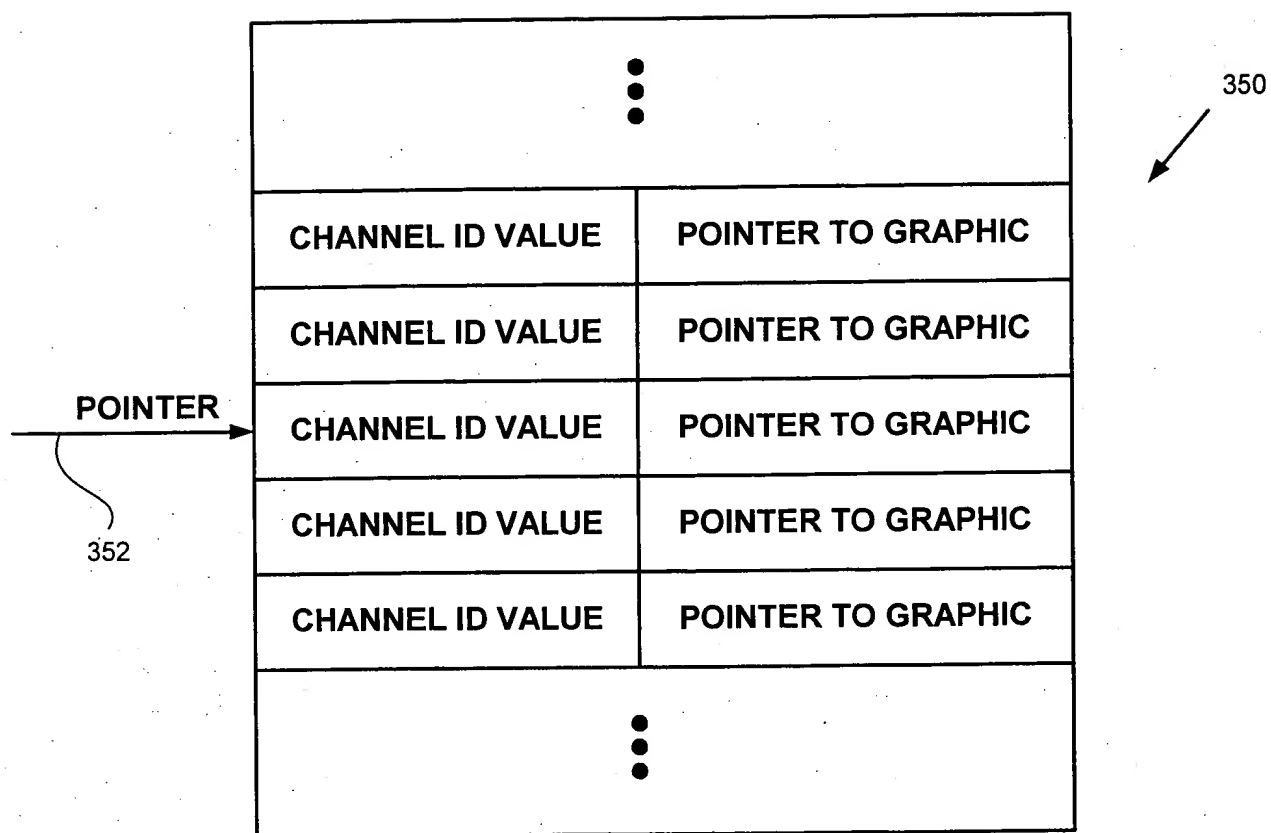 350
CHANNEL ID VALUE POINTER TO GRAPHIC
CHANNEL ID VALUE POINTER TO GRAPHIC
POINTER
CHANNEL ID VALUE POINTER TO GRAPHIC
CHANNEL ID VALUE POINTER TO GRAPHIC
352
CHANNEL ID VALUE POINTER TO GRAPHIC